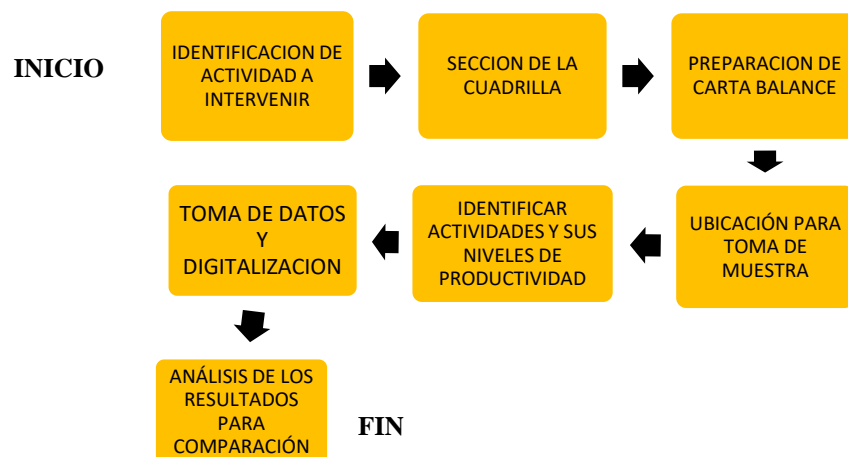 INICIO
IDENTIFICACION DE
ACTIVIDAD A
INTERVENIR
SECCION DE LA
CUADRILLA
PREPARACION DE
CARTA BALANCE
UBICACIÓN PARA
TOMA DE
MUESTRA
IDENTIFICAR
ACTIVIDADES Y SUS
NIVELES DE
PRODUCTIVIDAD
TOMA DE DATOS
Y
DIGITALIZACION
ANÁLISIS DE LOS
RESULTADOS
PARA
COMPARACIÓN
FIN